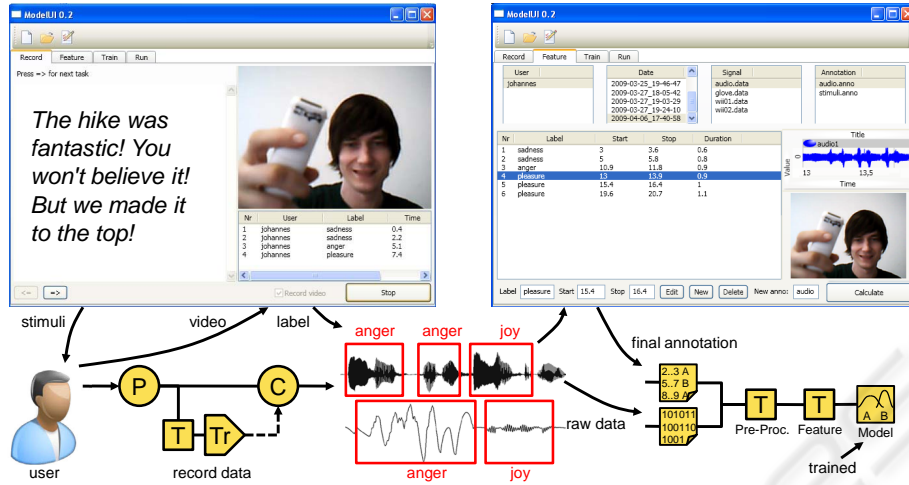 ModelUI 0.2
Record Feature Train Run
Press => for next task
The hike was
fantastic! You
won't believe it!
But we made it
to the top!
Nr User Label Time
1 johannes sadness 0.4
2 johannes sadness 2.2
3 johannes anger 5.1
4 johannes pleasure 7.4
<= => Record video Stop
ModelUI 0.2
Record Feature Train Run
User
johannes
Date
2009-03-25_19-46-47
2009-03-27_18-05-42
2009-03-27_19-03-29
2009-03-27_19-24-10
2009-04-06_17-40-58
Signal
audio.data
glove.data
wii01.data
wii02.data
Annotation
audio.anno
stimuli.anno
Nr Label Start Stop Duration
1 sadness 3 3.6 0.6
2 sadness 5 5.8 0.8
3 anger 10.9 11.8 0.9
4 pleasure 13 13.9 0.9
5 pleasure 15.4 16.4 1
6 pleasure 19.6 20.7 1.1
Title
audio1
Value
0
13 13,5
Time
Label pleasure Start 15.4 Stop 16.4 Edit New Delete New anno: audio Calculate
stimuli video label
anger anger joy
final annotation
P C
T Tr
user record data
anger joy
raw data
2..3 A
5..7 B
8..9 A
101011
100110
1001
T T A B
Pre-Proc. Feature Model
trained